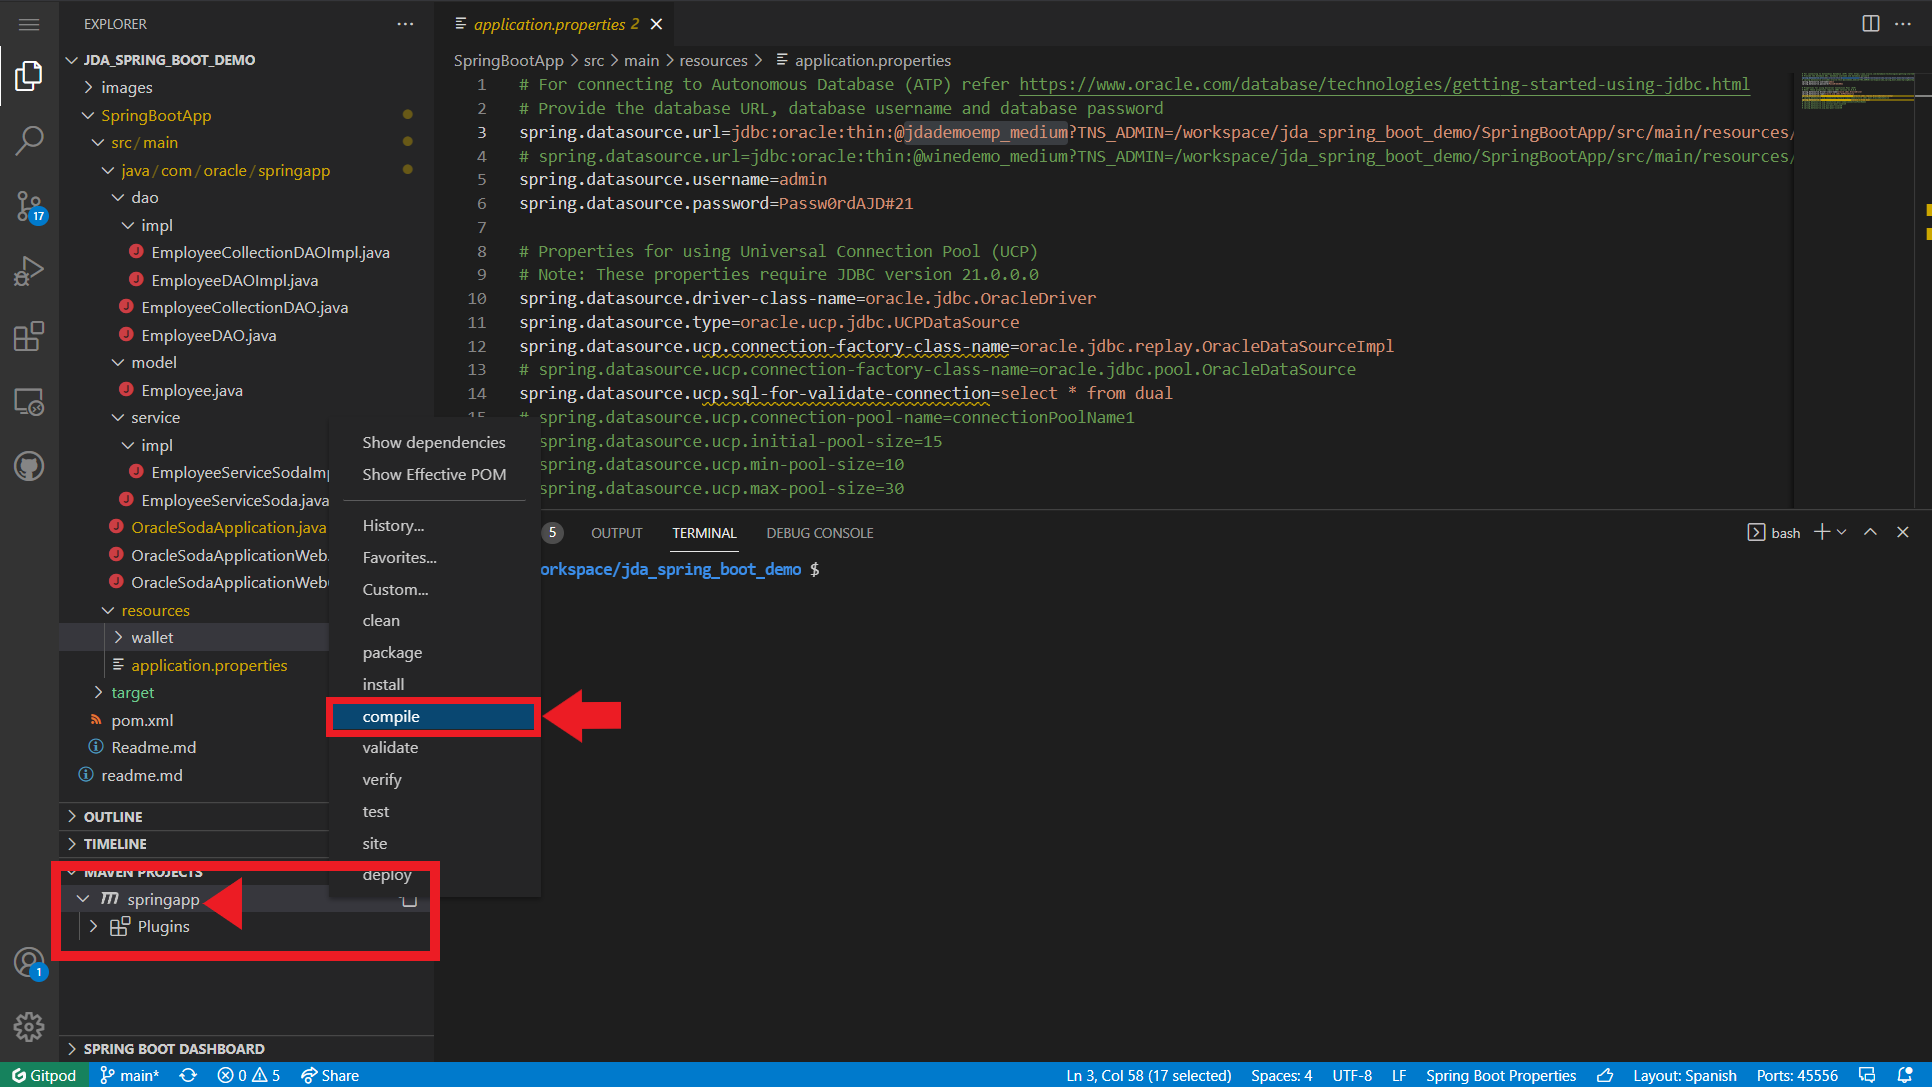 EXPLORER
JDA_SPRING_BOOT_DEMO
images
SpringBootApp
src / main
java / com / oracle / springapp
dao
impl
EmployeeCollectionDAOImpl.java
EmployeeDAOImpl.java
EmployeeCollectionDAO.java
EmployeeDAO.java
model
Employee.java
service
impl
EmployeeServiceSodaImp
EmployeeServiceSoda.java
OracleSodaApplication.java
OracleSodaApplicationWeb.
OracleSodaApplicationWeb
resources
wallet
application.properties
target
pom.xml
Readme.md
readme.md
OUTLINE
TIMELINE
MAVEN PROJECTS
springapp
Plugins
SPRING BOOT DASHBOARD
17
1
application.properties 2
SpringBootApp > src > main > resources > application.properties
1 # For connecting to Autonomous Database (ATP) refer https://www.oracle.com/database/technologies/getting-started-using-jdbc.html
2 # Provide the database URL, database username and database password
3 spring.datasource.url=jdbc:oracle:thin:@jdademoemp_medium?TNS_ADMIN=/workspace/jda_spring_boot_demo/SpringBootApp/src/main/resources/
4 # spring.datasource.url=jdbc:oracle:thin:@winedemo_medium?TNS_ADMIN=/workspace/jda_spring_boot_demo/SpringBootApp/src/main/resources/
5 spring.datasource.username=admin
6 spring.datasource.password=Passw0rdAJD#21
7
8 # Properties for using Universal Connection Pool (UCP)
9 # Note: These properties require JDBC version 21.0.0.0
10 spring.datasource.driver-class-name=oracle.jdbc.OracleDriver
11 spring.datasource.type=oracle.ucp.jdbc.UCPDataSource
12 spring.datasource.ucp.connection-factory-class-name=oracle.jdbc.replay.OracleDataSourceImpl
13 # spring.datasource.ucp.connection-factory-class-name=oracle.jdbc.pool.OracleDataSource
14 spring.datasource.ucp.sql-for-validate-connection=select * from dual
15 # spring.datasource.ucp.connection-pool-name=connectionPoolName1
spring.datasource.ucp.initial-pool-size=15
spring.datasource.ucp.min-pool-size=10
spring.datasource.ucp.max-pool-size=30
Show dependencies
Show Effective POM
History...
Favorites...
Custom...
clean
package
install
compile
validate
verify
test
site
deploy
5 OUTPUT TERMINAL DEBUG CONSOLE
bash
orkspace/jda_spring_boot_demo $
Gitpod main* 0 5 Share
Ln 3, Col 58 (17 selected) Spaces: 4 UTF-8 LF Spring Boot Properties Layout: Spanish Ports: 45556